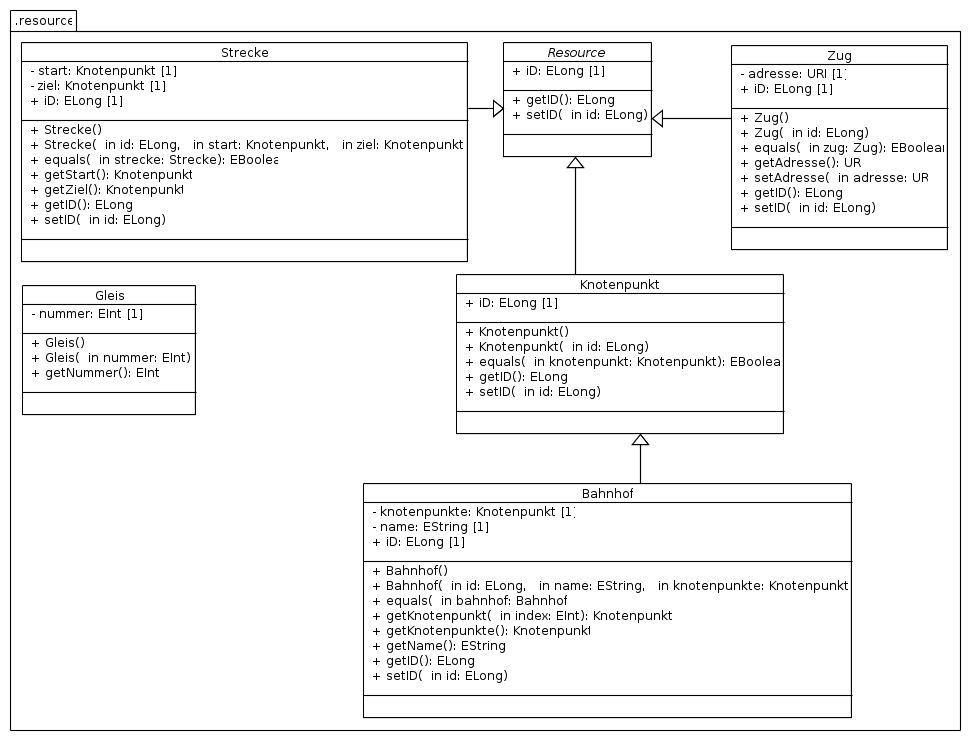 .resource
Strecke
- start: Knotenpunkt [1]
- ziel: Knotenpunkt [1]
+ iD: ELong [1]
+ Strecke()
+ Strecke( in id: ELong, in start: Knotenpunkt, in ziel: Knotenpunkt
+ equals( in strecke: Strecke): EBoolea
+ getStart(): Knotenpunkt
+ getZiel(): Knotenpunkt
+ getID(): ELong
+ setID( in id: ELong)
Resource
+ iD: ELong [1]
+ getID(): ELong
+ setID( in id: ELong)
Zug
- adresse: URI [1]
+ iD: ELong [1]
+ Zug()
+ Zug( in id: ELong)
+ equals( in zug: Zug): EBoolean
+ getAdresse(): UR
+ setAdresse( in adresse: UR
+ getID(): ELong
+ setID( in id: ELong)
Gleis
- nummer: EInt [1]
+ Gleis()
+ Gleis( in nummer: EInt)
+ getNummer(): EInt
Knotenpunkt
+ iD: ELong [1]
+ Knotenpunkt()
+ Knotenpunkt( in id: ELong)
+ equals( in knotenpunkt: Knotenpunkt): EBoolea
+ getID(): ELong
+ setID( in id: ELong)
Bahnhof
- knotenpunkte: Knotenpunkt [1]
- name: EString [1]
+ iD: ELong [1]
+ Bahnhof()
+ Bahnhof( in id: ELong, in name: EString, in knotenpunkte: Knotenpunkt
+ equals( in bahnhof: Bahnhof
+ getKnotenpunkt( in index: EInt): Knotenpunkt
+ getKnotenpunkte(): Knotenpunkt
+ getName(): EString
+ getID(): ELong
+ setID( in id: ELong)